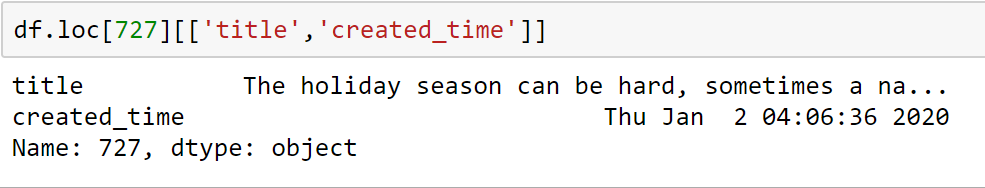 df.loc[727][['title','created_time']]
title           The holiday season can be hard, sometimes a na...
created_time                            Thu Jan  2 04:06:36 2020
Name: 727, dtype: object